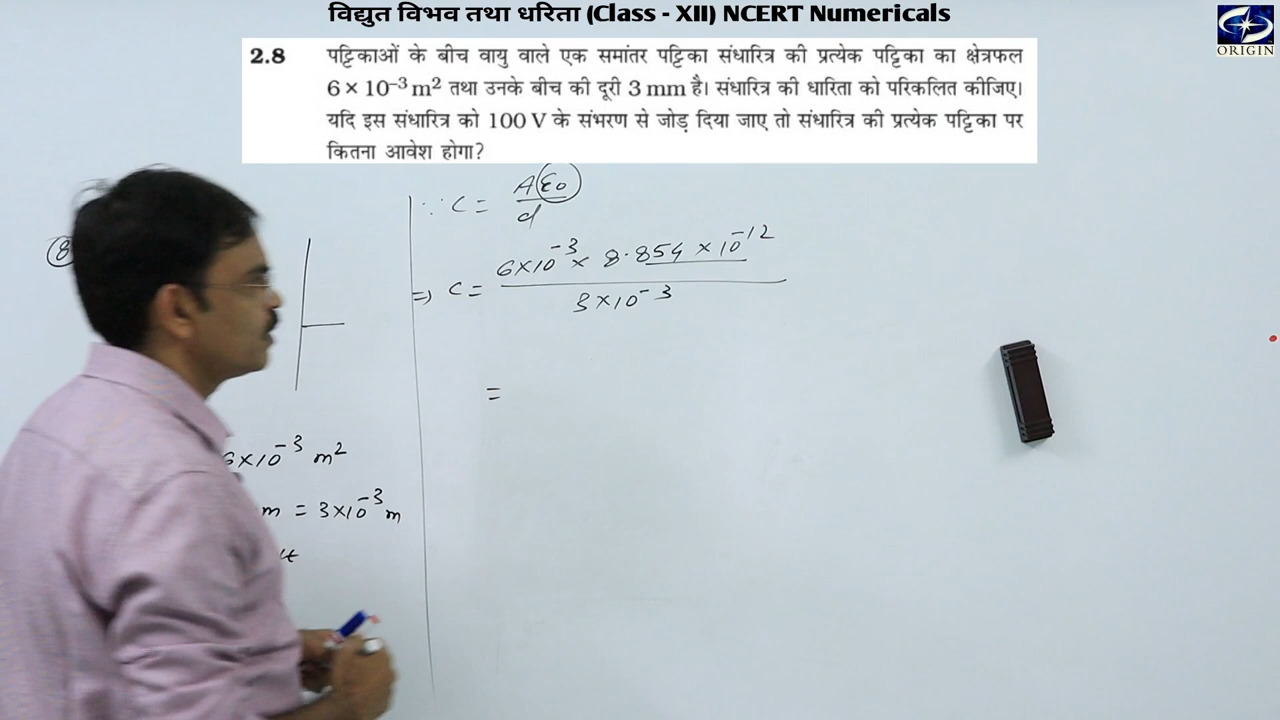 विद्युत विभव तथा धरिता (Class - XII) NCERT Numericals
ORIGIN
2.8 पट्टिकाओं के बीच वायु वाले एक समांतर पट्टिका संधारित्र की प्रत्येक पट्टिका का क्षेत्रफल
6 × 10⁻³ m² तथा उनके बीच की दूरी 3 mm है। संधारित्र की धारिता को परिकलित कीजिए।
यदि इस संधारित्र को 100 V के संभरण से जोड़ दिया जाए तो संधारित्र की प्रत्येक पट्टिका पर
कितना आवेश होगा?
8
6×10⁻³ m²
m = 3×10⁻³ m
∵ C = Aε₀/d
⇒ C = 6×10⁻³ × 8.854 × 10⁻¹² / 3×10⁻³
=